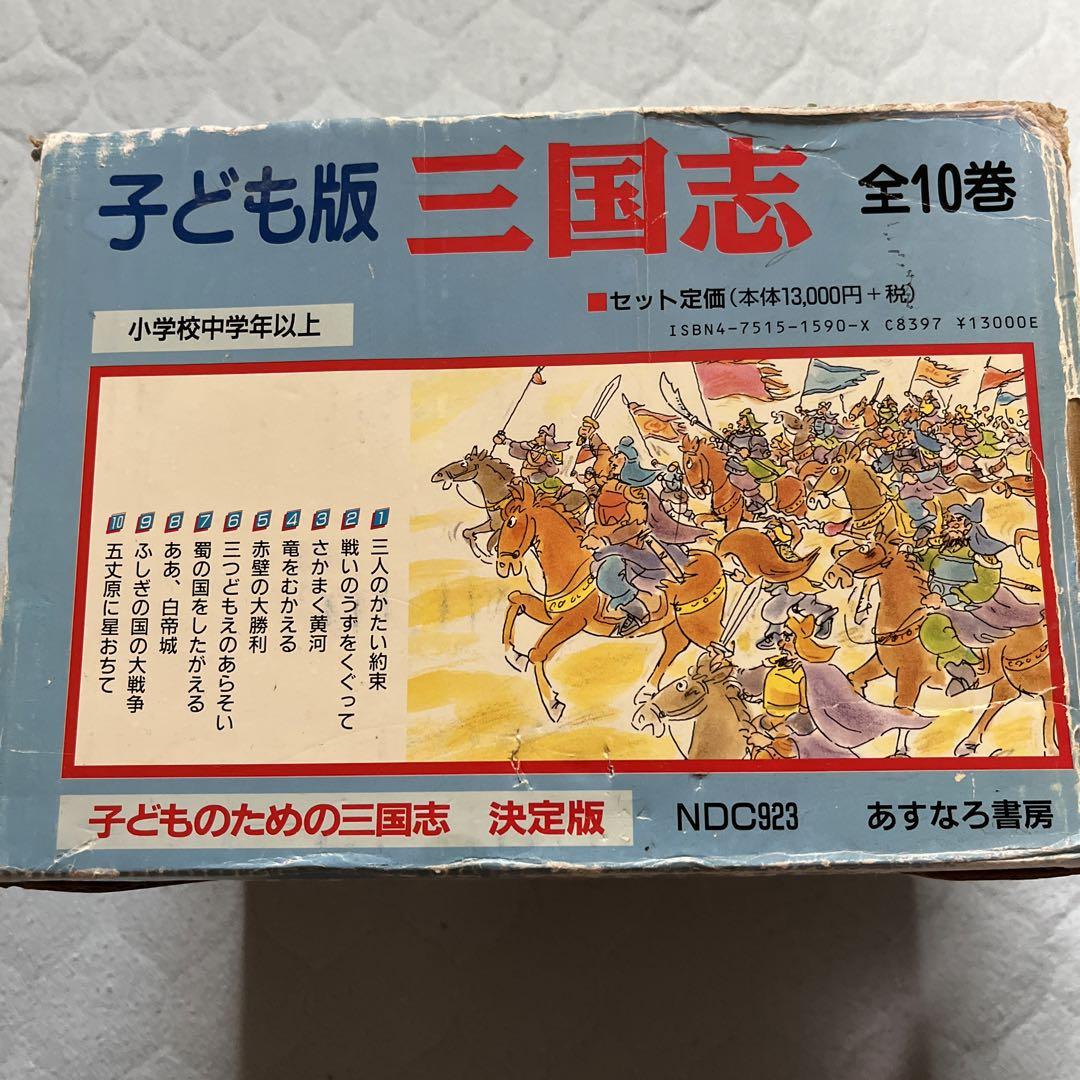 子ども版 三国志 全10巻
■セット定価(本体13,000円+税)
ISBN4-7515-1590-X C8397 ¥13000E
小学校中学年以上
1 三人のかたい約束
2 戦いのうずをくぐって
3 さかまく黄河
4 竜をむかえる
5 赤壁の大勝利
6 三つどもえのあらそい
7 蜀の国をしたがえる
8 ああ、白帝城
9 ふしぎの国の大戦争
10 五丈原に星おちて
子どものための三国志 決定版
NDC923
あすなろ書房